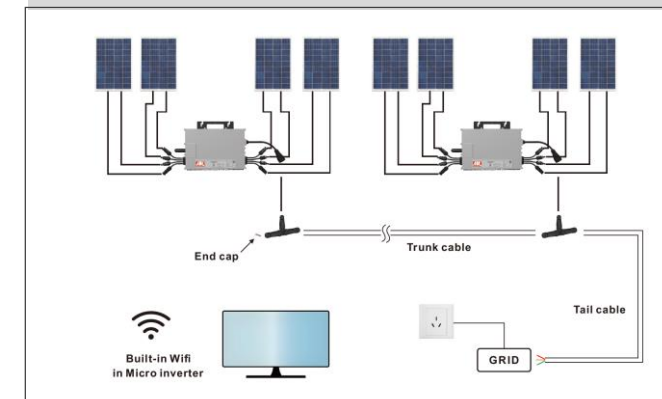 End cap
Trunk cable
Tail cable
Built-in Wifi
in Micro inverter
GRID